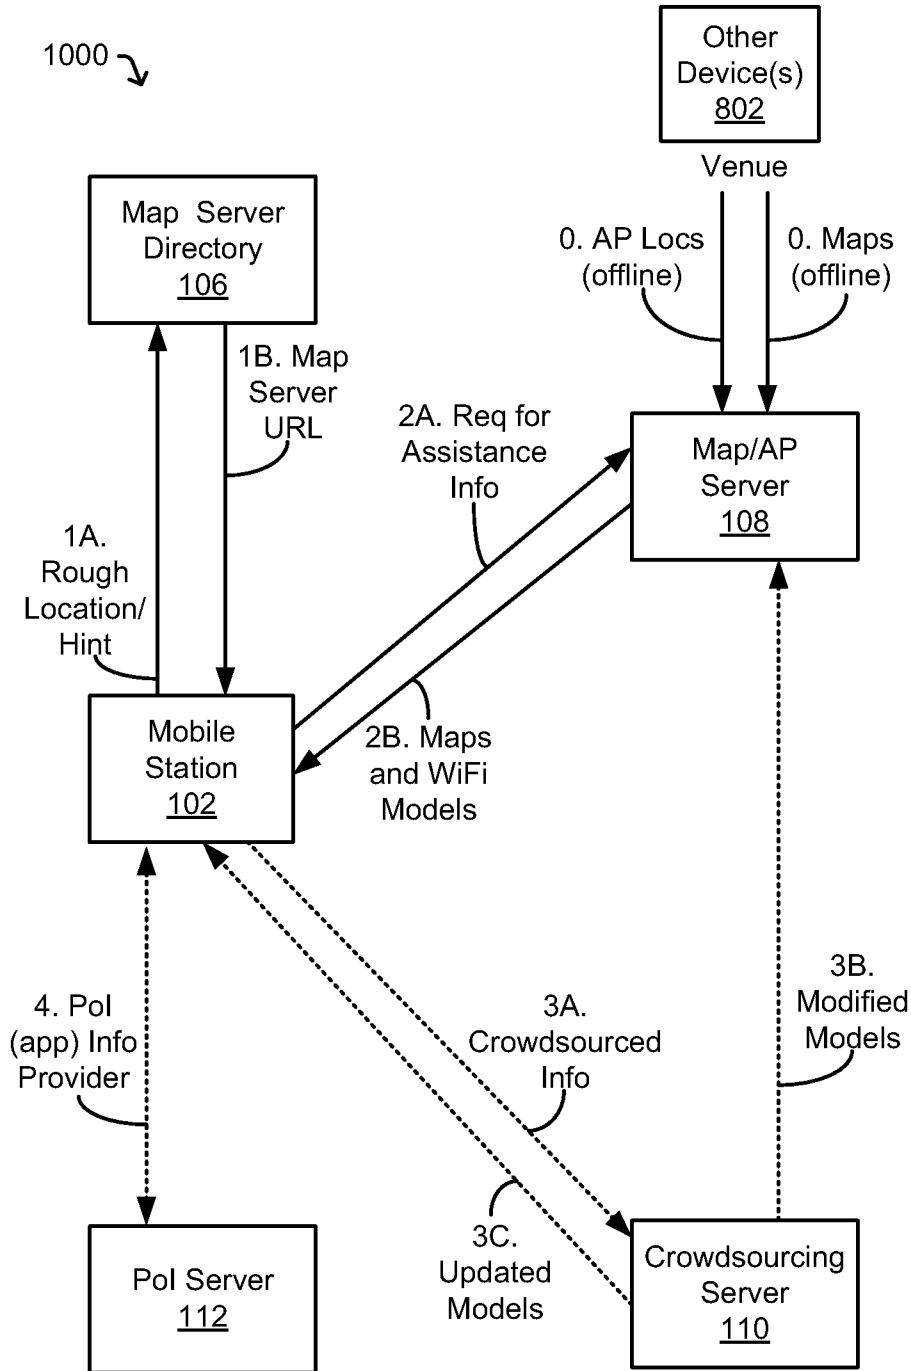 1000
Other
Device(s)
802
Venue
Map Server
Directory
106
0. AP Locs
(offline)
0. Maps
(offline)
1B. Map
Server
URL
2A. Req for
Assistance
Info
Map/AP
Server
108
1A.
Rough
Location/
Hint
Mobile
Station
102
2B. Maps
and WiFi
Models
4. PoI
(app) Info
Provider
3A.
Crowdsourced
Info
3B.
Modified
Models
3C.
Updated
Models
PoI Server
112
Crowdsourcing
Server
110